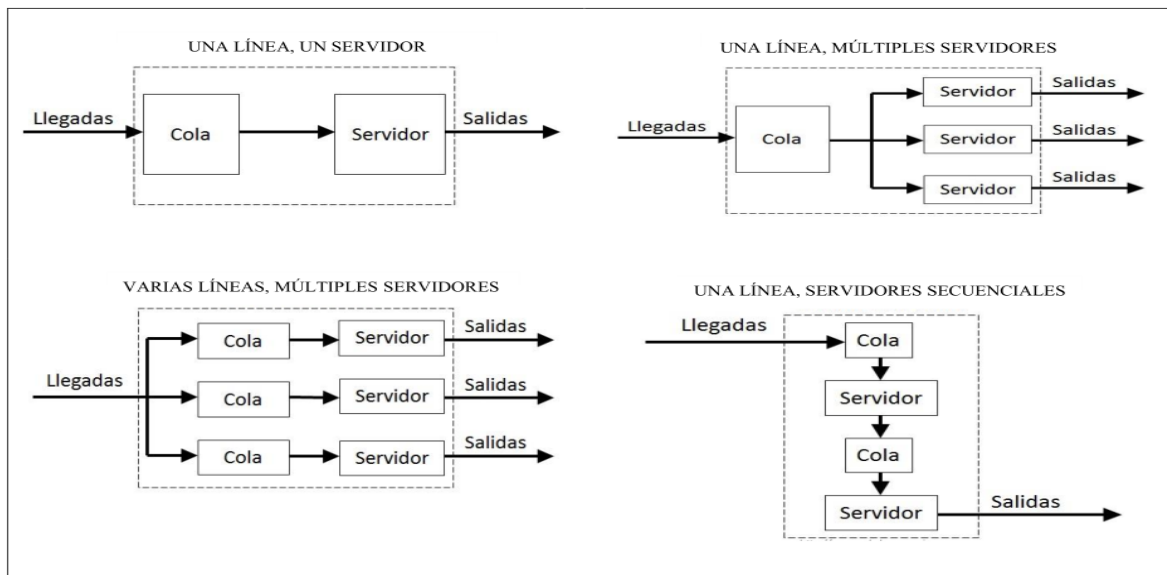 UNA LÍNEA, UN SERVIDOR
Llegadas
Cola
Servidor
Salidas
UNA LÍNEA, MÚLTIPLES SERVIDORES
Llegadas
Cola
Servidor
Salidas
Servidor
Salidas
Servidor
Salidas
VARIAS LÍNEAS, MÚLTIPLES SERVIDORES
Llegadas
Cola
Servidor
Salidas
Cola
Servidor
Salidas
Cola
Servidor
Salidas
UNA LÍNEA, SERVIDORES SECUENCIALES
Llegadas
Cola
Servidor
Cola
Servidor
Salidas